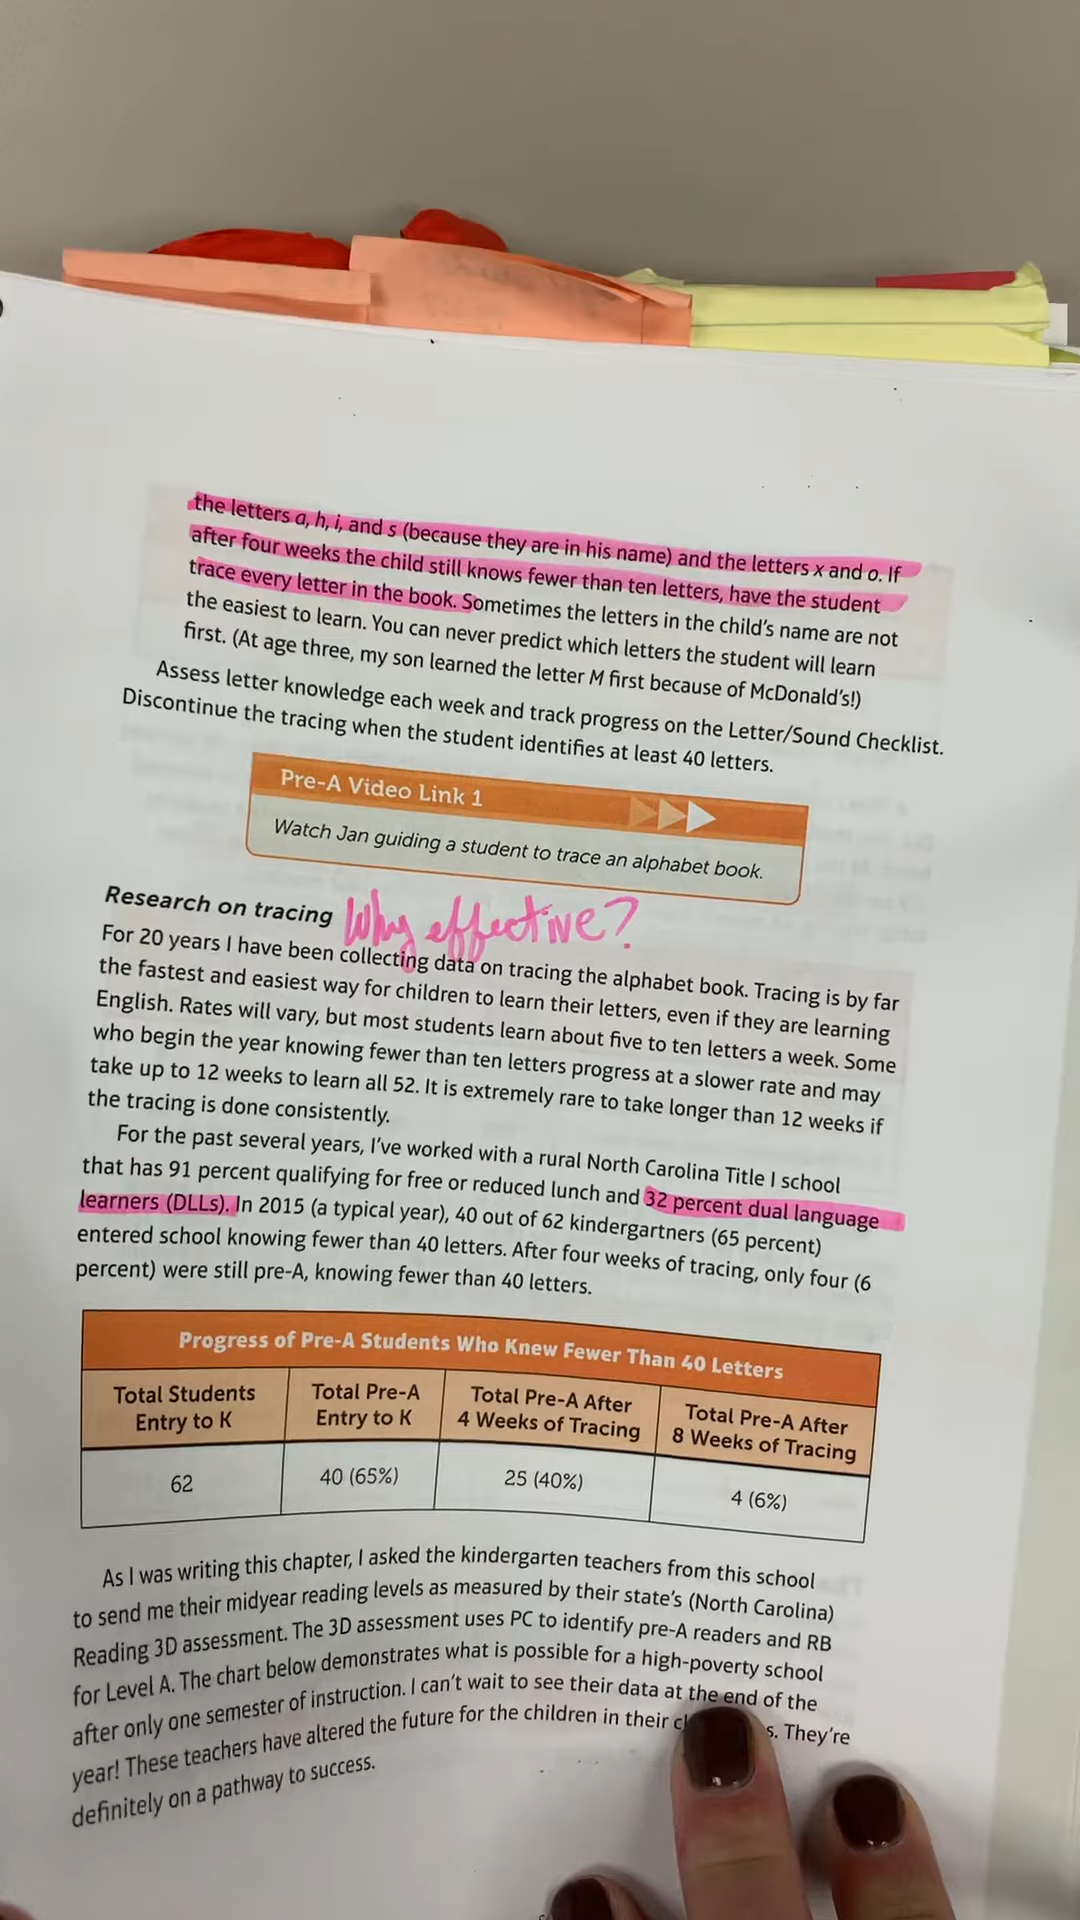 the letters a, h, i, and s (because they are in his name) and the letters x and o. If
after four weeks the child still knows fewer than ten letters, have the student
trace every letter in the book. Sometimes the letters in the child's name are not
the easiest to learn. You can never predict which letters the student will learn
first. (At age three, my son learned the letter M first because of McDonald's!)
Assess letter knowledge each week and track progress on the Letter/Sound Checklist.
Discontinue the tracing when the student identifies at least 40 letters.
Pre-A Video Link 1
Watch Jan guiding a student to trace an alphabet book.
Research on tracing Why effective?
For 20 years I have been collecting data on tracing the alphabet book. Tracing is by far
the fastest and easiest way for children to learn their letters, even if they are learning
English. Rates will vary, but most students learn about five to ten letters a week. Some
who begin the year knowing fewer than ten letters progress at a slower rate and may
take up to 12 weeks to learn all 52. It is extremely rare to take longer than 12 weeks if
the tracing is done consistently.
For the past several years, I've worked with a rural North Carolina Title I school
that has 91 percent qualifying for free or reduced lunch and 32 percent dual language
learners (DLLs). In 2015 (a typical year), 40 out of 62 kindergartners (65 percent)
entered school knowing fewer than 40 letters. After four weeks of tracing, only four (6
percent) were still pre-A, knowing fewer than 40 letters.
Progress of Pre-A Students Who Knew Fewer Than 40 Letters
Total Students Entry to K
Total Pre-A Entry to K
Total Pre-A After 4 Weeks of Tracing
Total Pre-A After 8 Weeks of Tracing
62
40 (65%)
25 (40%)
4 (6%)
As I was writing this chapter, I asked the kindergarten teachers from this school
to send me their midyear reading levels as measured by their state's (North Carolina)
Reading 3D assessment. The 3D assessment uses PC to identify pre-A readers and RB
for Level A. The chart below demonstrates what is possible for a high-poverty school
after only one semester of instruction. I can't wait to see their data at the end of the
year! These teachers have altered the future for the children in their They're
definitely on a pathway to success.